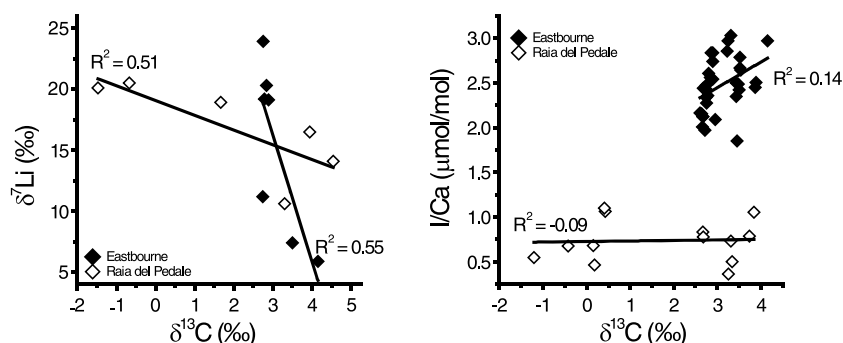 R² = 0.51
25
20
15
10
5
δ⁷Li (‰)
R² = 0.55
Eastbourne
Raia del Pedale
-2 -1 0 1 2 3 4 5
δ¹³C (‰)
Eastbourne
Raia del Pedale
R² = 0.14
3.0
2.5
2.0
1.5
1.0
0.5
I/Ca (μmol/mol)
R² = -0.09
-2 -1 0 1 2 3 4
δ¹³C (‰)